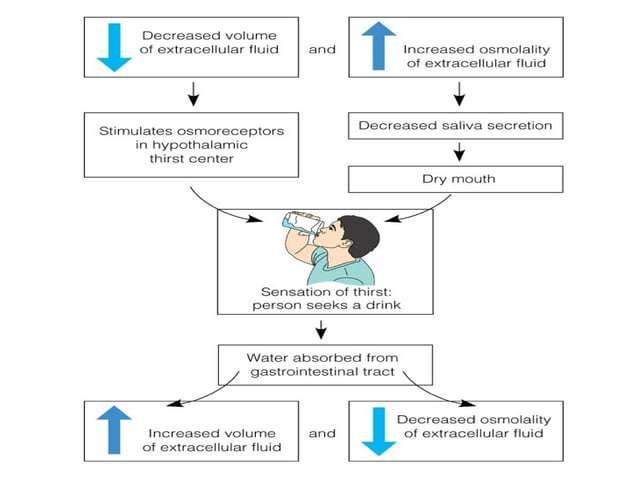 Decreased volume
of extracellular fluid
and
Increased osmolality
of extracellular fluid
Stimulates osmoreceptors
in hypothalamic
thirst center
Decreased saliva secretion
Dry mouth
Sensation of thirst:
person seeks a drink
Water absorbed from
gastrointestinal tract
Increased volume
of extracellular fluid
and
Decreased osmolality
of extracellular fluid